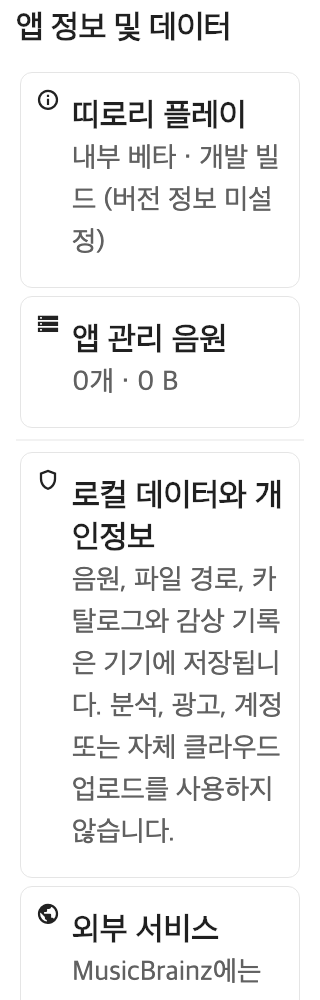 앱 정보 및 데이터
띠로리 플레이
내부 베타 · 개발 빌
드 (버전 정보 미설
정)
앱 관리 음원
0개 · 0 B
로컬 데이터와 개
인정보
음원, 파일 경로, 카
탈로그와 감상 기록
은 기기에 저장됩니
다. 분석, 광고, 계정
또는 자체 클라우드
업로드를 사용하지
않습니다.
외부 서비스
MusicBrainz에는